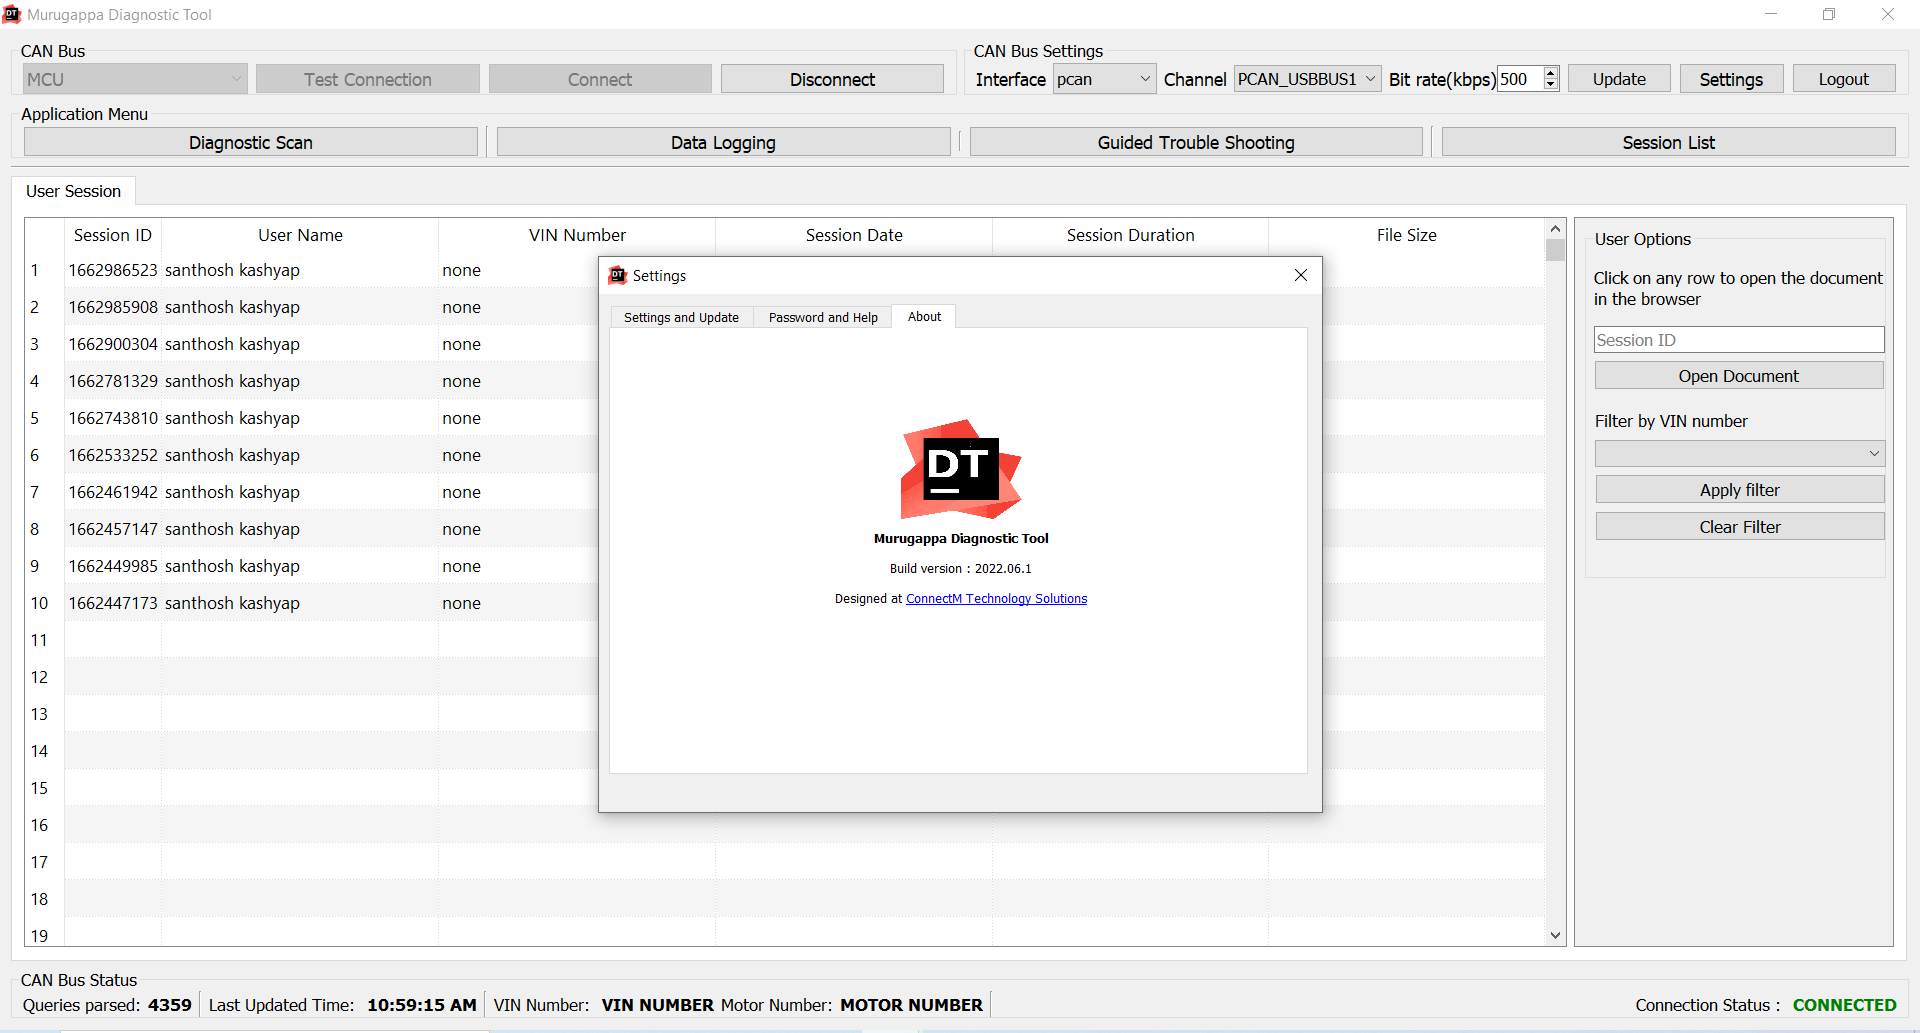 Murugappa Diagnostic Tool
CAN Bus
MCU
Test Connection
Connect
Disconnect
CAN Bus Settings
Interface pcan Channel PCAN_USBBUS1 Bit rate(kbps) 500 Update Settings Logout
Application Menu
Diagnostic Scan
Data Logging
Guided Trouble Shooting
Session List
User Session
Session ID User Name VIN Number Session Date Session Duration File Size
1 1662986523 santhosh kashyap none
2 1662985908 santhosh kashyap none
3 1662900304 santhosh kashyap none
4 1662781329 santhosh kashyap none
5 1662743810 santhosh kashyap none
6 1662533252 santhosh kashyap none
7 1662461942 santhosh kashyap none
8 1662457147 santhosh kashyap none
9 1662449985 santhosh kashyap none
10 1662447173 santhosh kashyap none
11
12
13
14
15
16
17
18
19
DT Settings
Settings and Update
Password and Help
About
DT
Murugappa Diagnostic Tool
Build version : 2022.06.1
Designed at ConnectM Technology Solutions
User Options
Click on any row to open the document
in the browser
Session ID
Open Document
Filter by VIN number
Apply filter
Clear Filter
CAN Bus Status
Queries parsed: 4359 Last Updated Time: 10:59:15 AM VIN Number: VIN NUMBER Motor Number: MOTOR NUMBER
Connection Status : CONNECTED